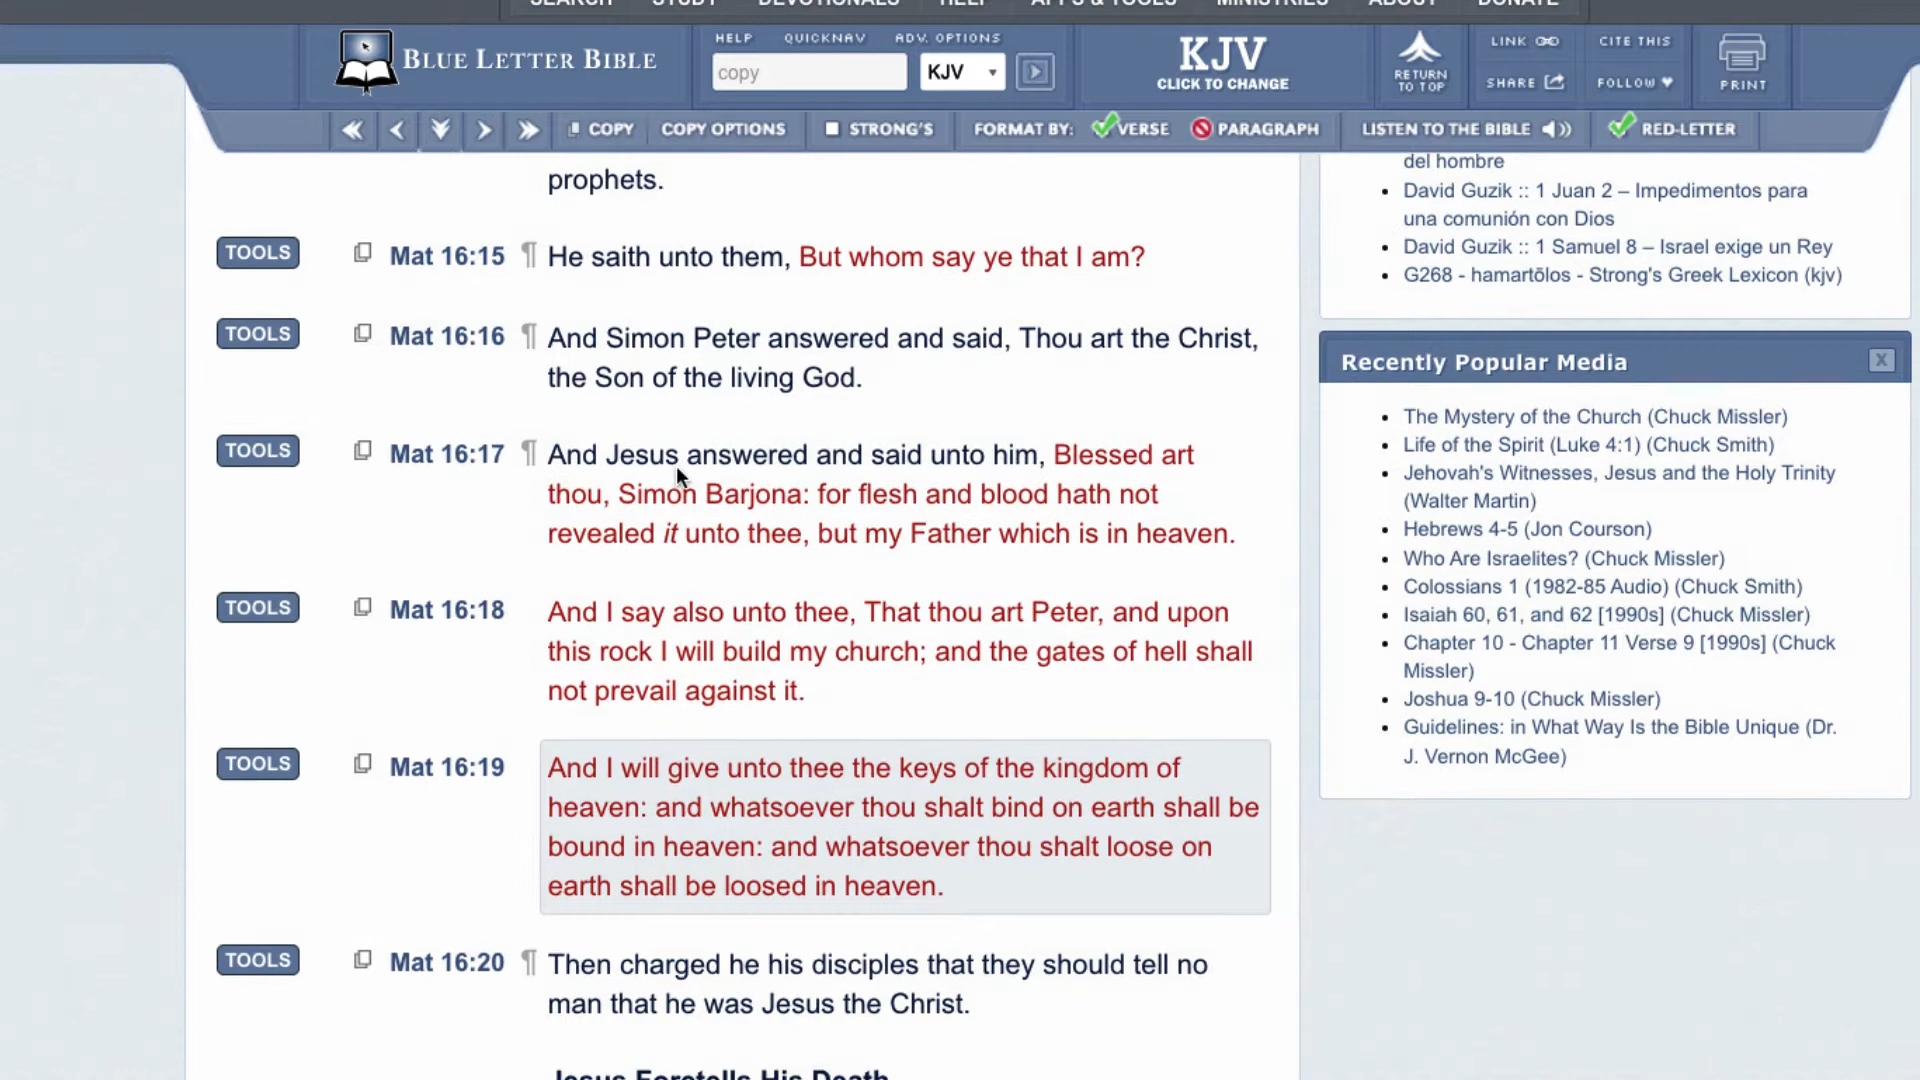 SEARCH STUDY DEVOTIONALS HELP APPS & TOOLS MINISTRIES ABOUT DONATE
BLUE LETTER BIBLE
HELP QUICKNAV ADV. OPTIONS
copy
KJV
KJV
CLICK TO CHANGE
RETURN
TO TOP
LINK
SHARE
CITE THIS
FOLLOW
PRINT
COPY COPY OPTIONS STRONG'S FORMAT BY: VERSE PARAGRAPH LISTEN TO THE BIBLE RED-LETTER
prophets.
TOOLS Mat 16:15 ¶ He saith unto them, But whom say ye that I am?
TOOLS Mat 16:16 ¶ And Simon Peter answered and said, Thou art the Christ,
the Son of the living God.
TOOLS Mat 16:17 ¶ And Jesus answered and said unto him, Blessed art
thou, Simon Barjona: for flesh and blood hath not
revealed it unto thee, but my Father which is in heaven.
TOOLS Mat 16:18 And I say also unto thee, That thou art Peter, and upon
this rock I will build my church; and the gates of hell shall
not prevail against it.
TOOLS Mat 16:19 And I will give unto thee the keys of the kingdom of
heaven: and whatsoever thou shalt bind on earth shall be
bound in heaven: and whatsoever thou shalt loose on
earth shall be loosed in heaven.
TOOLS Mat 16:20 ¶ Then charged he his disciples that they should tell no
man that he was Jesus the Christ.
Jesus Foretells His Death
del hombre
David Guzik :: 1 Juan 2 – Impedimentos para
una comunión con Dios
David Guzik :: 1 Samuel 8 – Israel exige un Rey
G268 - hamartōlos - Strong's Greek Lexicon (kjv)
Recently Popular Media X
The Mystery of the Church (Chuck Missler)
Life of the Spirit (Luke 4:1) (Chuck Smith)
Jehovah's Witnesses, Jesus and the Holy Trinity
(Walter Martin)
Hebrews 4-5 (Jon Courson)
Who Are Israelites? (Chuck Missler)
Colossians 1 (1982-85 Audio) (Chuck Smith)
Isaiah 60, 61, and 62 [1990s] (Chuck Missler)
Chapter 10 - Chapter 11 Verse 9 [1990s] (Chuck
Missler)
Joshua 9-10 (Chuck Missler)
Guidelines: in What Way Is the Bible Unique (Dr.
J. Vernon McGee)